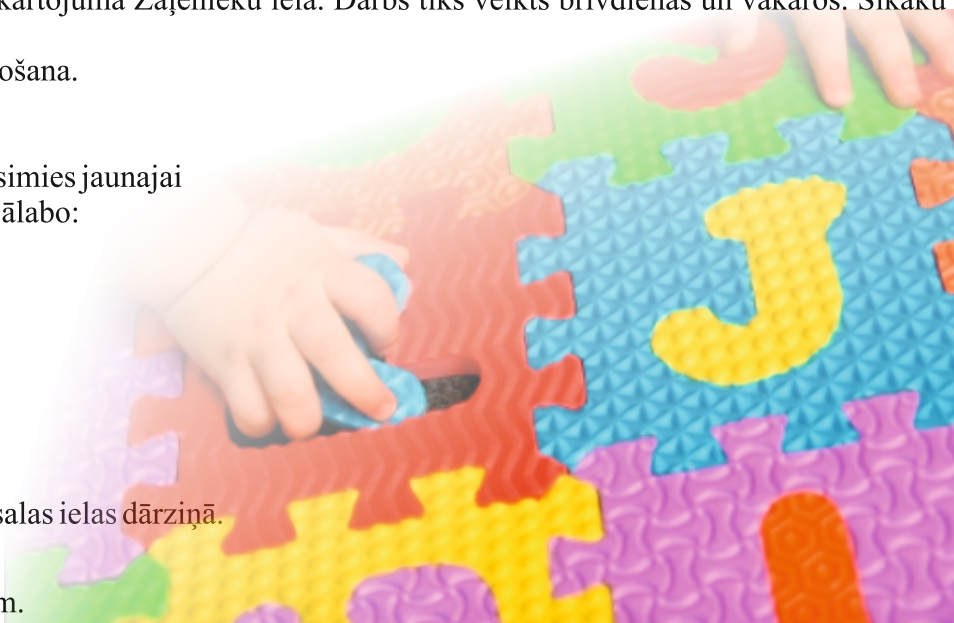 kārtojuma Zaļenieku ielā. Darbs tiks veikts brīvdienās un vakaros. Sīkāku
ošana.
simies jaunajai
ālabo:
J
salas ielas dārziņā.
m.